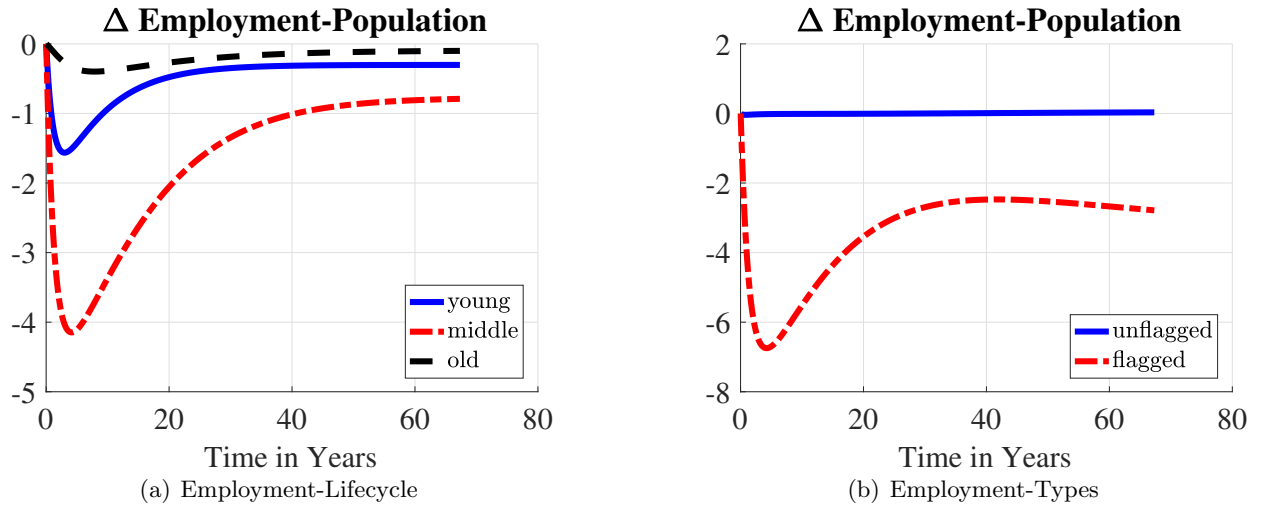 Δ Employment-Population
0
-1
-2
-3
-4
-5
0 20 40 60 80
young
middle
old
Time in Years
(a) Employment-Lifecycle
Δ Employment-Population
2
0
-2
-4
-6
-8
0 20 40 60 80
unflagged
flagged
Time in Years
(b) Employment-Types